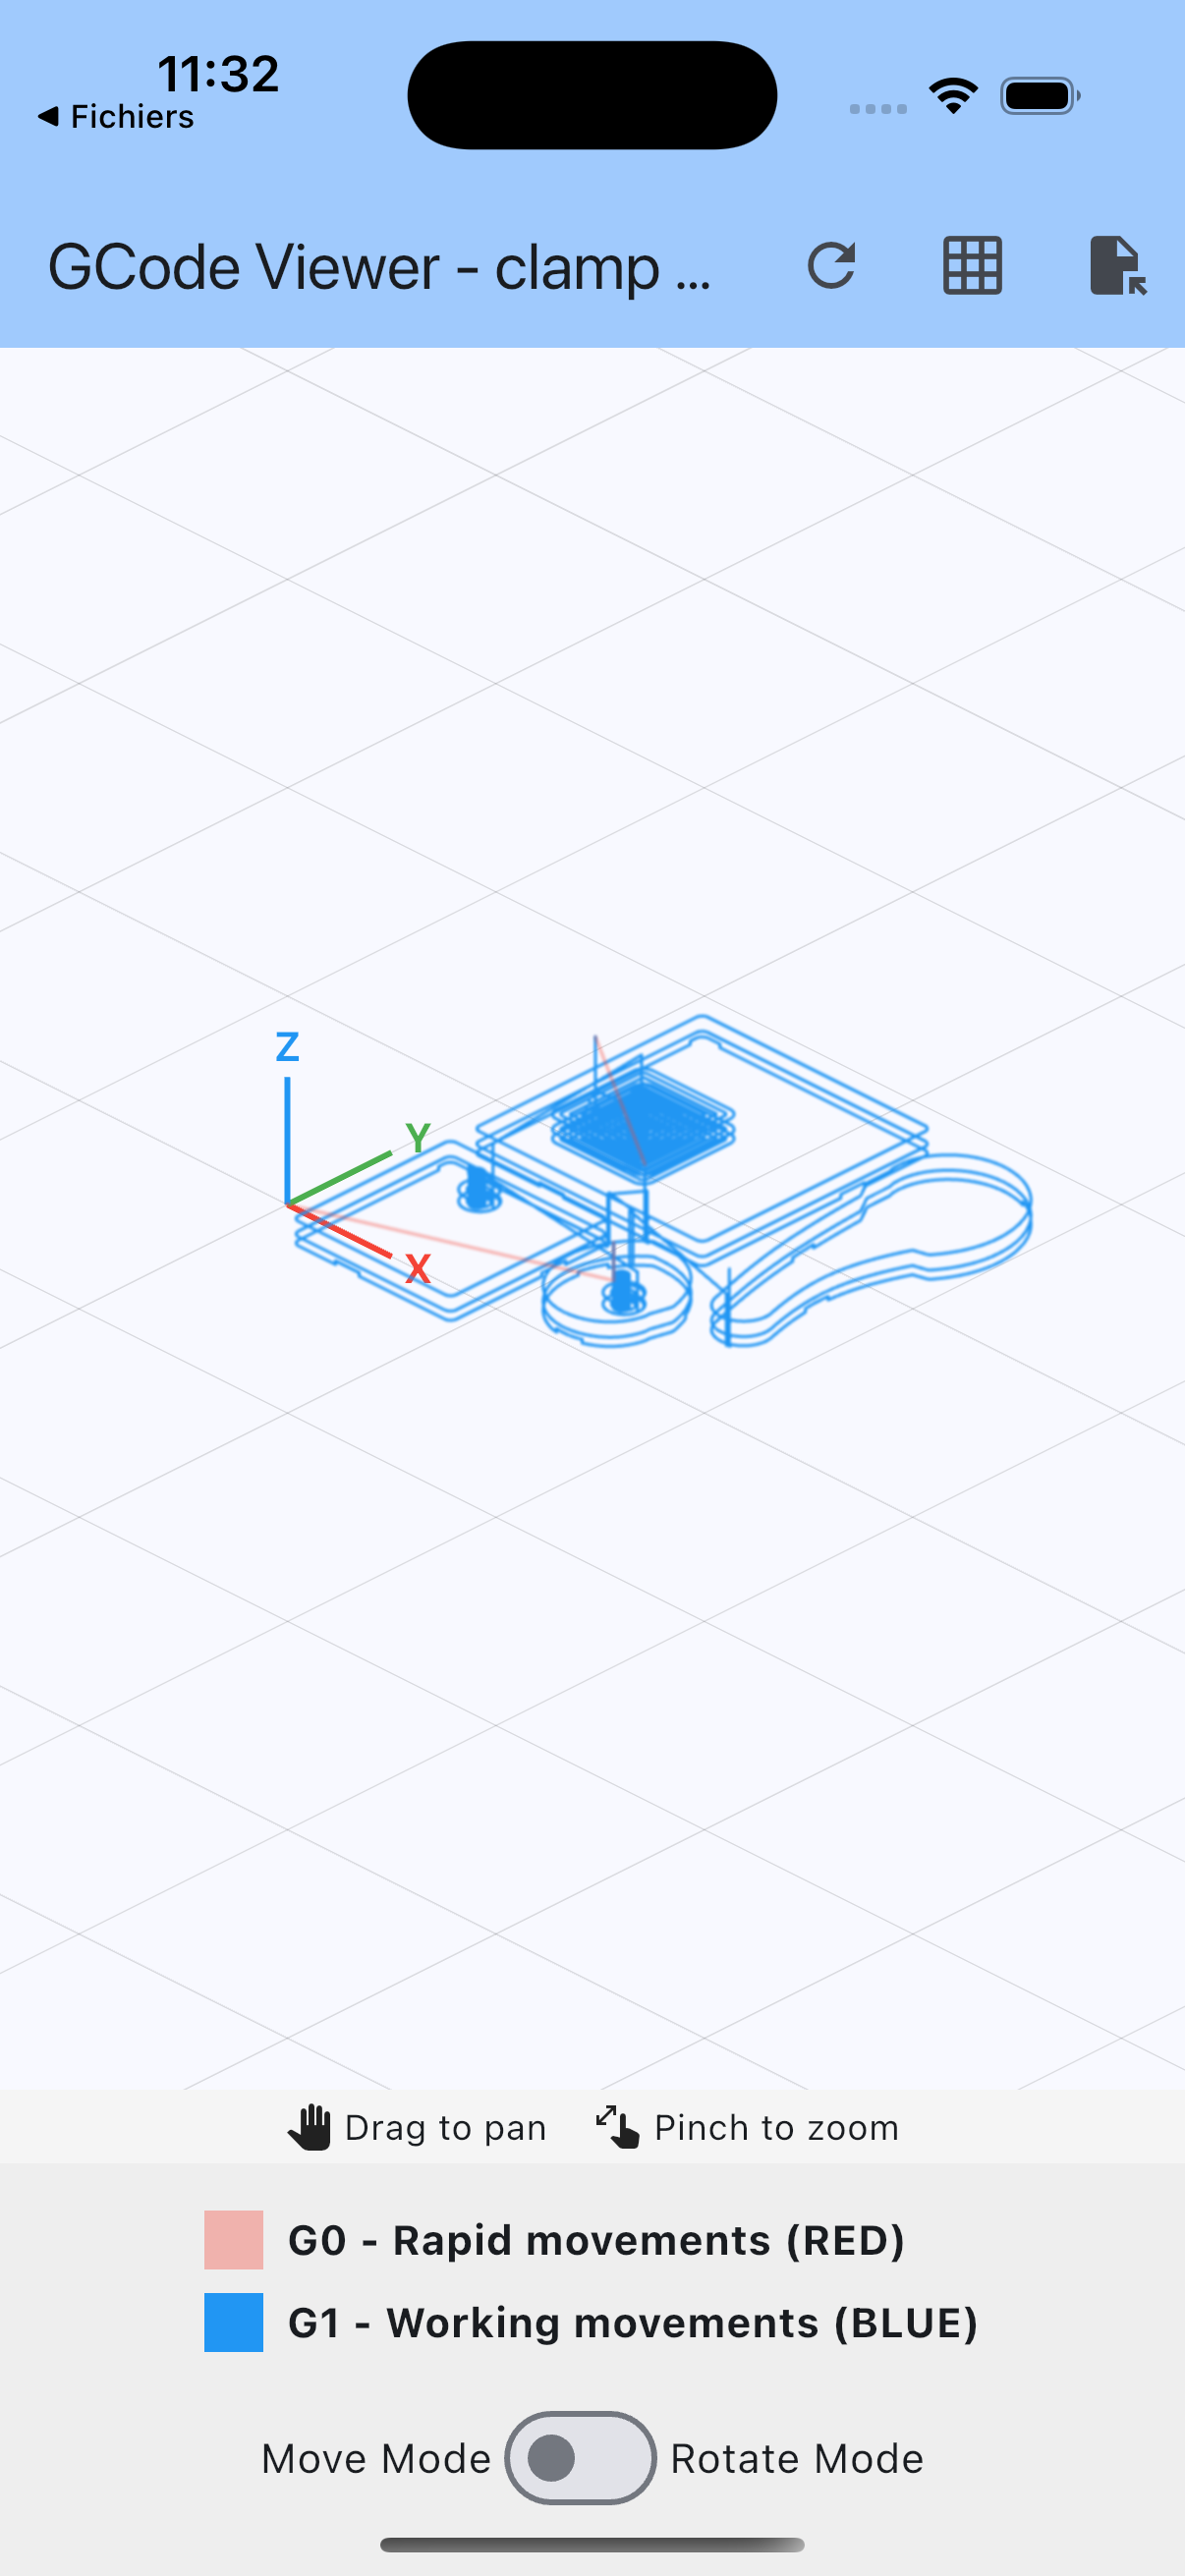 11:32
Fichiers
GCode Viewer - clamp ...
Z
Y
X
Drag to pan Pinch to zoom
G0 - Rapid movements (RED)
G1 - Working movements (BLUE)
Move Mode Rotate Mode